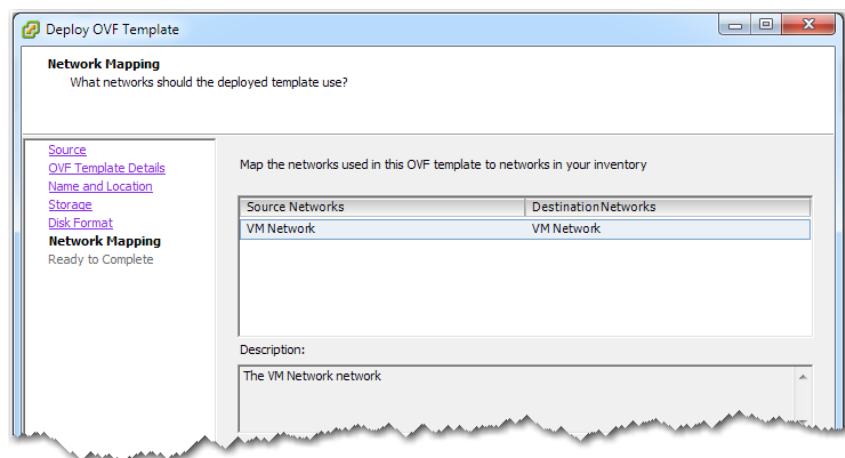 Deploy OVF Template
Network Mapping
What networks should the deployed template use?
Source
OVF Template Details
Name and Location
Storage
Disk Format
Network Mapping
Ready to Complete
Map the networks used in this OVF template to networks in your inventory
Source Networks DestinationNetworks
VM Network VM Network
Description:
The VM Network network